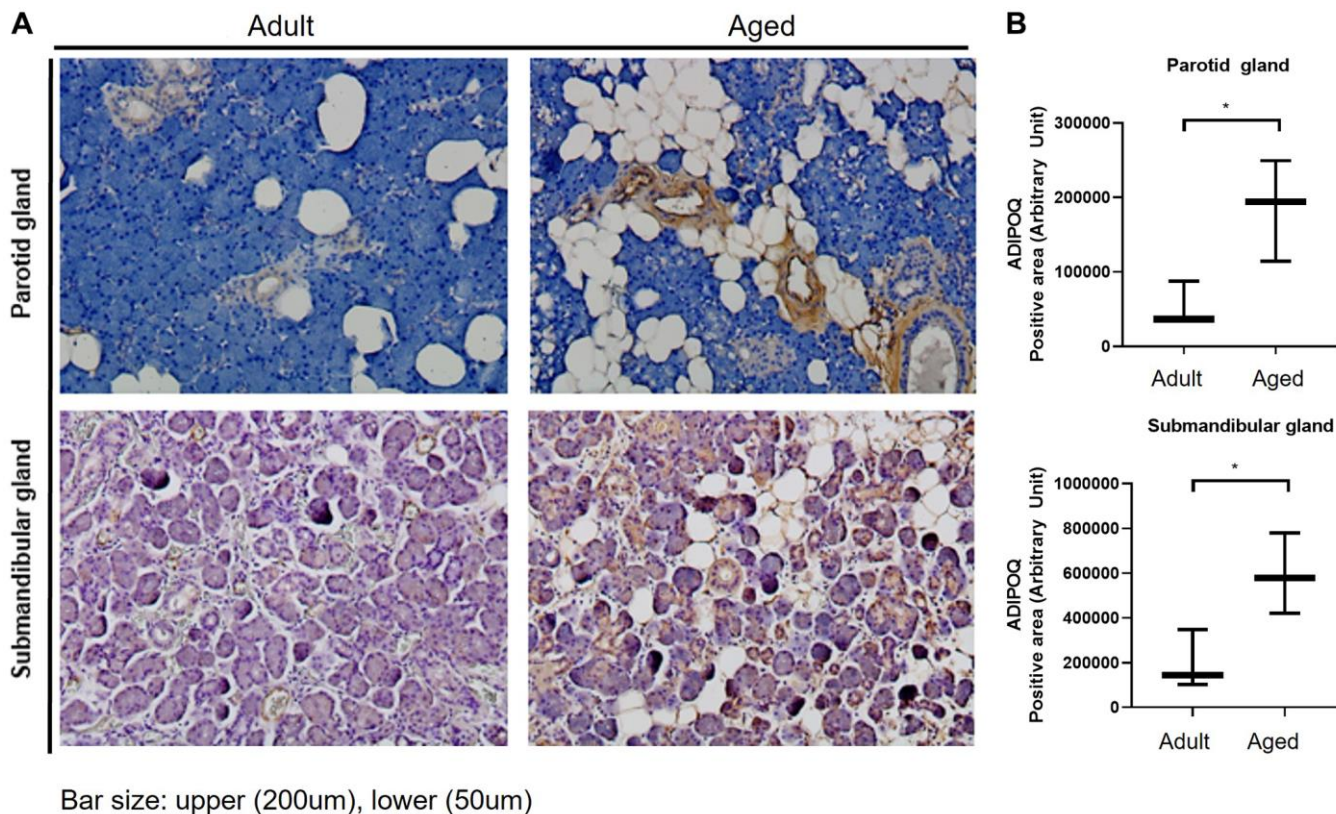 A
Adult
Aged
Parotid gland
Submandibular gland
Bar size: upper (200um), lower (50um)
B
Parotid gland
*
ADIPOQ
Positive area (Arbitrary Unit)
300000
200000
100000
0
Adult
Aged
Submandibular gland
*
ADIPOQ
Positive area (Arbitrary Unit)
1000000
800000
600000
400000
200000
0
Adult
Aged